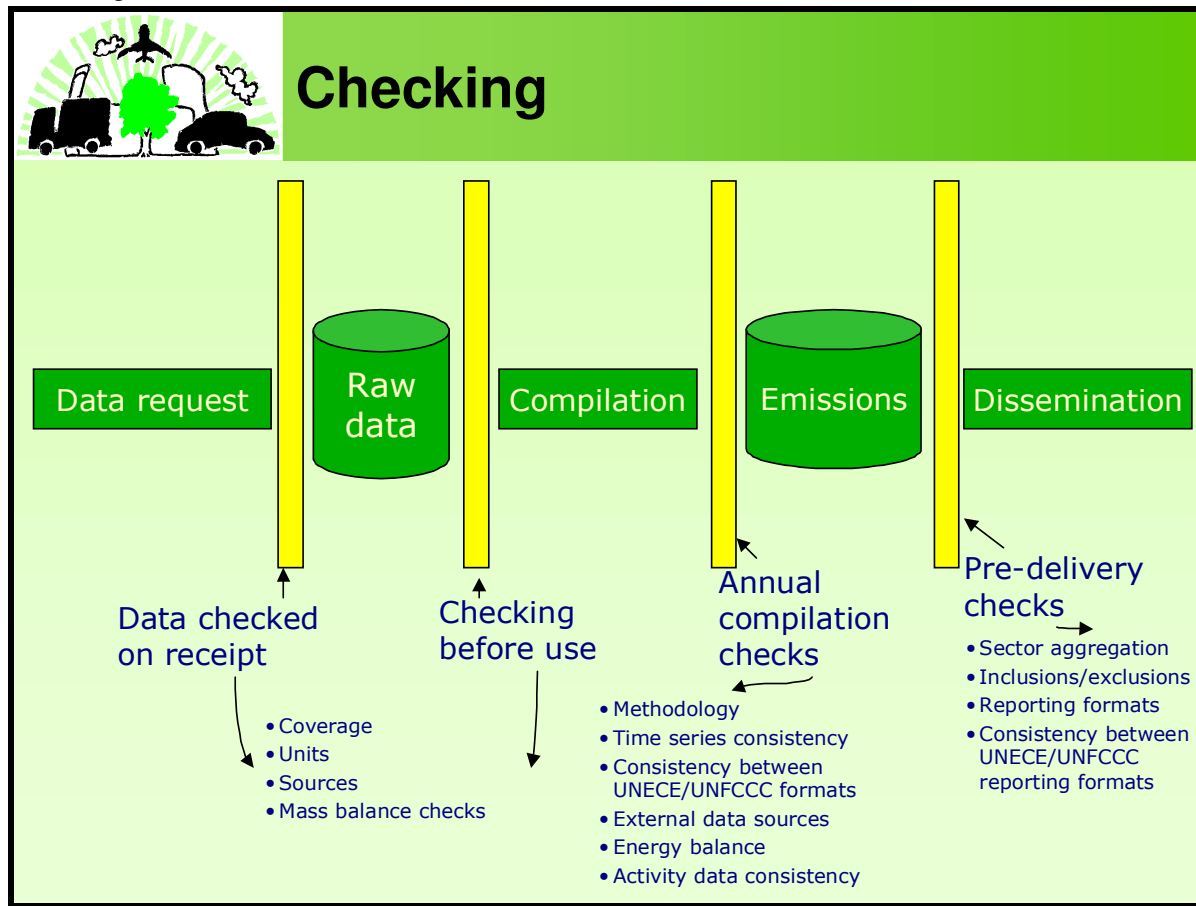 Checking
Data request
Raw
data
Compilation
Emissions
Dissemination
Data checked
on receipt
• Coverage
• Units
• Sources
• Mass balance checks
Checking
before use
Annual
compilation
checks
• Methodology
• Time series consistency
• Consistency between
UNECE/UNFCCC formats
• External data sources
• Energy balance
• Activity data consistency
Pre-delivery
checks
• Sector aggregation
• Inclusions/exclusions
• Reporting formats
• Consistency between
UNECE/UNFCCC
reporting formats